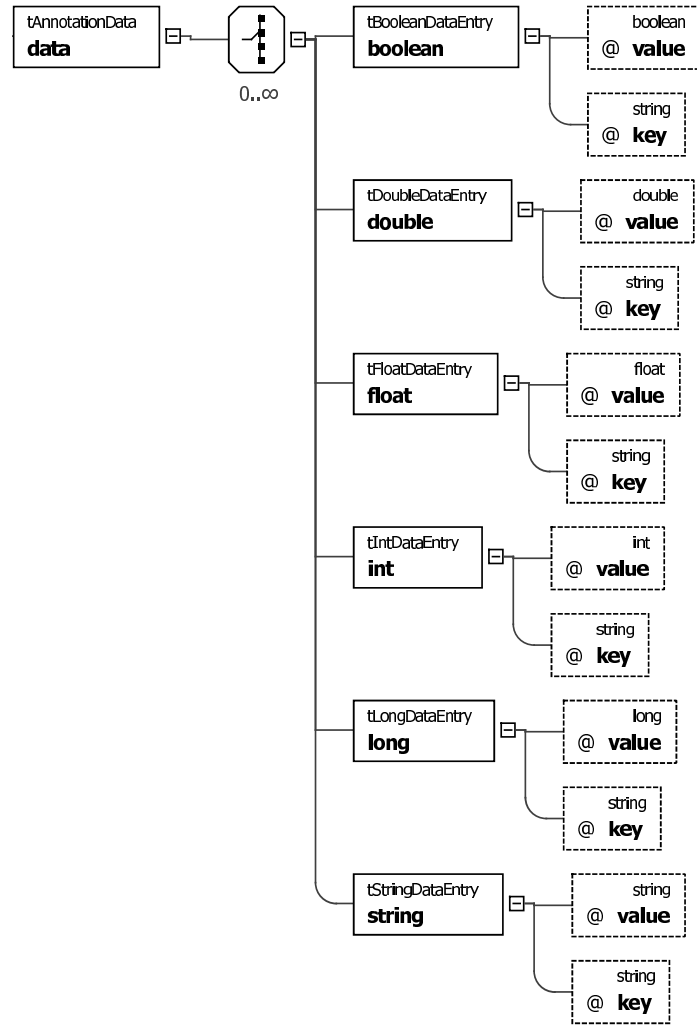 tAnnotationData
data
0..∞
tBooleanDataEntry
boolean
boolean
@ value
string
@ key
tDoubleDataEntry
double
double
@ value
string
@ key
tFloatDataEntry
float
float
@ value
string
@ key
tIntDataEntry
int
int
@ value
string
@ key
tLongDataEntry
long
long
@ value
string
@ key
tStringDataEntry
string
string
@ value
string
@ key